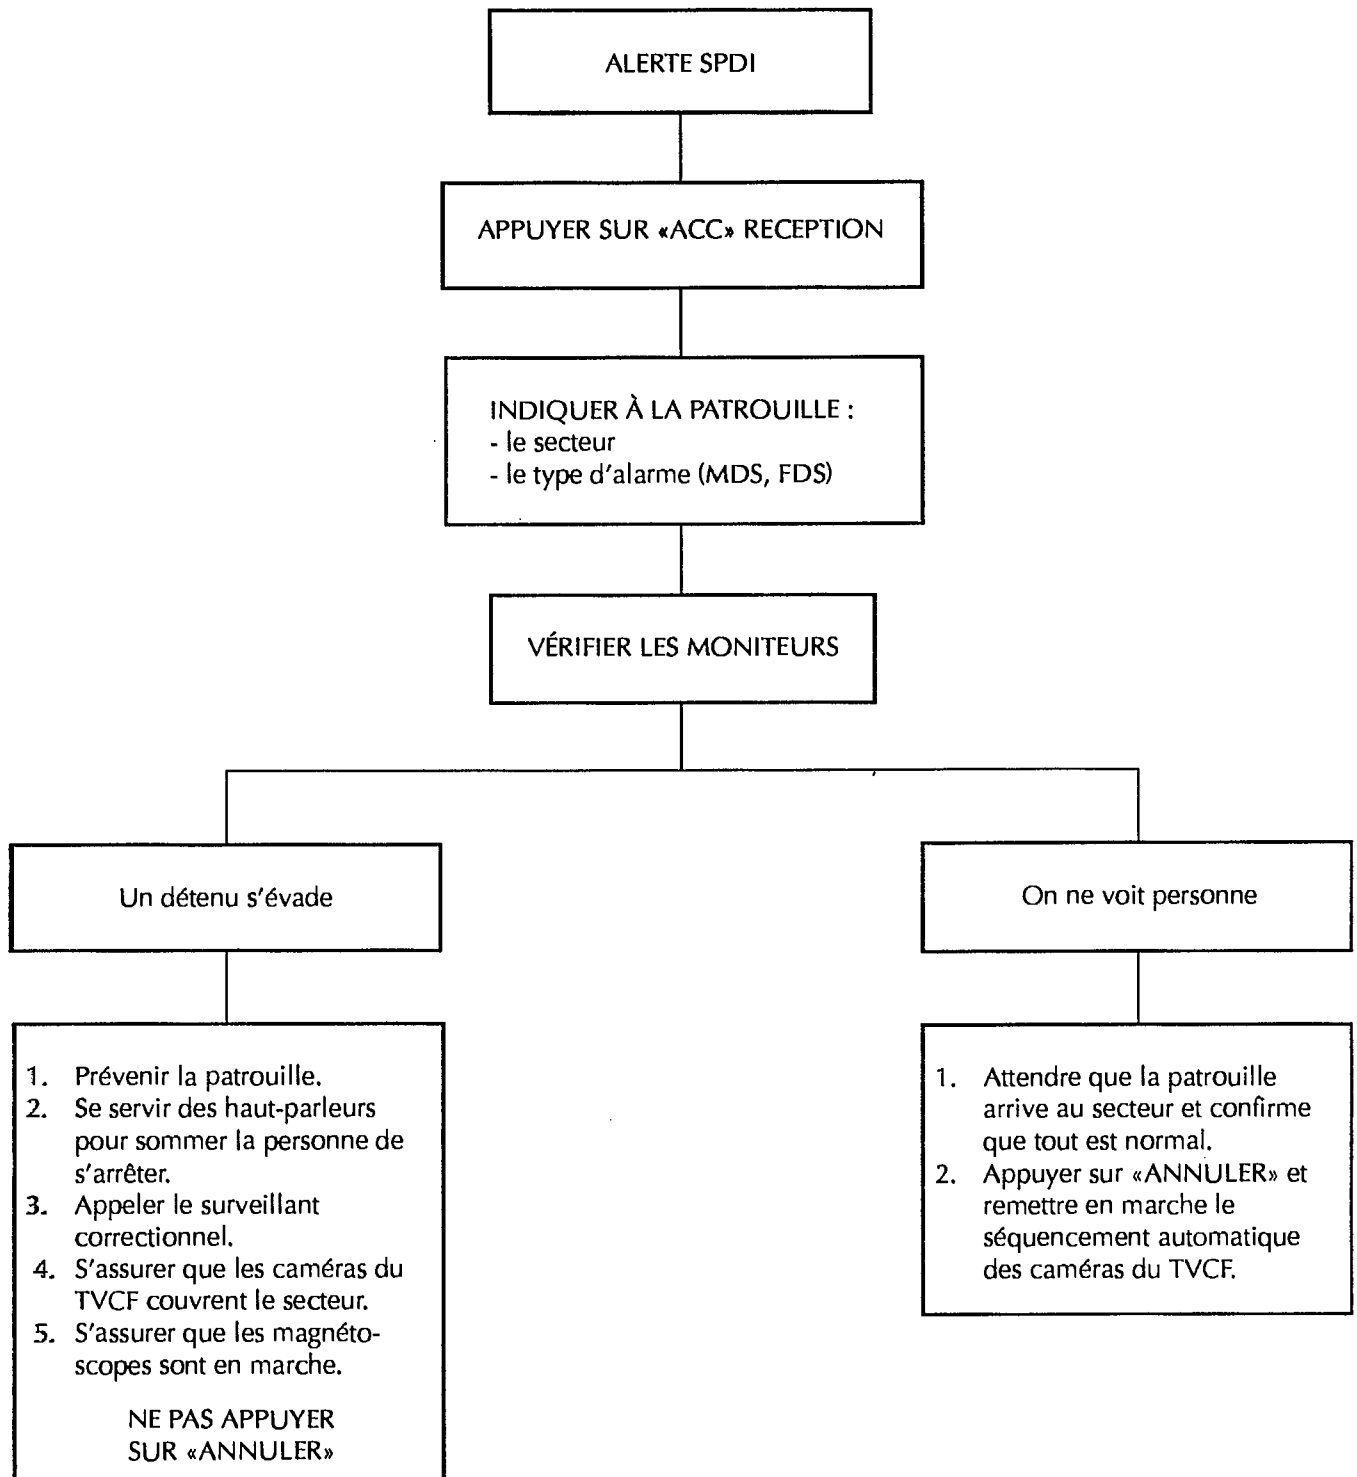 ALERTE SPDI
APPUYER SUR «ACC» RECEPTION
INDIQUER À LA PATROUILLE :
- le secteur
- le type d'alarme (MDS, FDS)
VÉRIFIER LES MONITEURS
Un détenu s'évade
1. Prévenir la patrouille.
2. Se servir des haut-parleurs
pour sommer la personne de
s'arrêter.
3. Appeler le surveillant
correctionnel.
4. S'assurer que les caméras du
TVCF couvrent le secteur.
5. S'assurer que les magnéto-
scopes sont en marche.
NE PAS APPUYER
SUR «ANNULER»
On ne voit personne
1. Attendre que la patrouille
arrive au secteur et confirme
que tout est normal.
2. Appuyer sur «ANNULER» et
remettre en marche le
séquencement automatique
des caméras du TVCF.